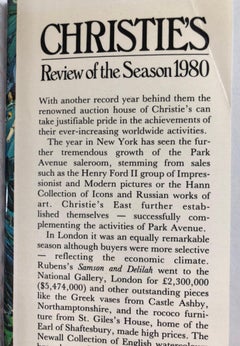 CHRISTIE'S
Review of the Season 1980
With another record year behind them the
renowned auction house of Christie's can
take justifiable pride in the achievements of
their ever-increasing worldwide activities.
The year in New York has seen the fur-
ther tremendous growth of the Park
Avenue saleroom, stemming from sales
such as the Henry Ford II group of Impres-
sionist and Modern pictures or the Hann
Collection of Icons and Russian works of
art. Christie's East further estab-
lished themselves — successfully com-
plementing the activities of Park Avenue.
In London it was an equally remarkable
season although buyers were more selective
– reflecting the economic climate.
Rubens's Samson and Delilah went to the
National Gallery, London for £2,300,000
($5,474,000) and other outstanding pieces
like the Greek vases from Castle Ashby,
Northamptonshire, and the rococo furni-
ture from St. Giles's House, home of the
Earl of Shaftesbury, made high prices. The
Newall Collection of English